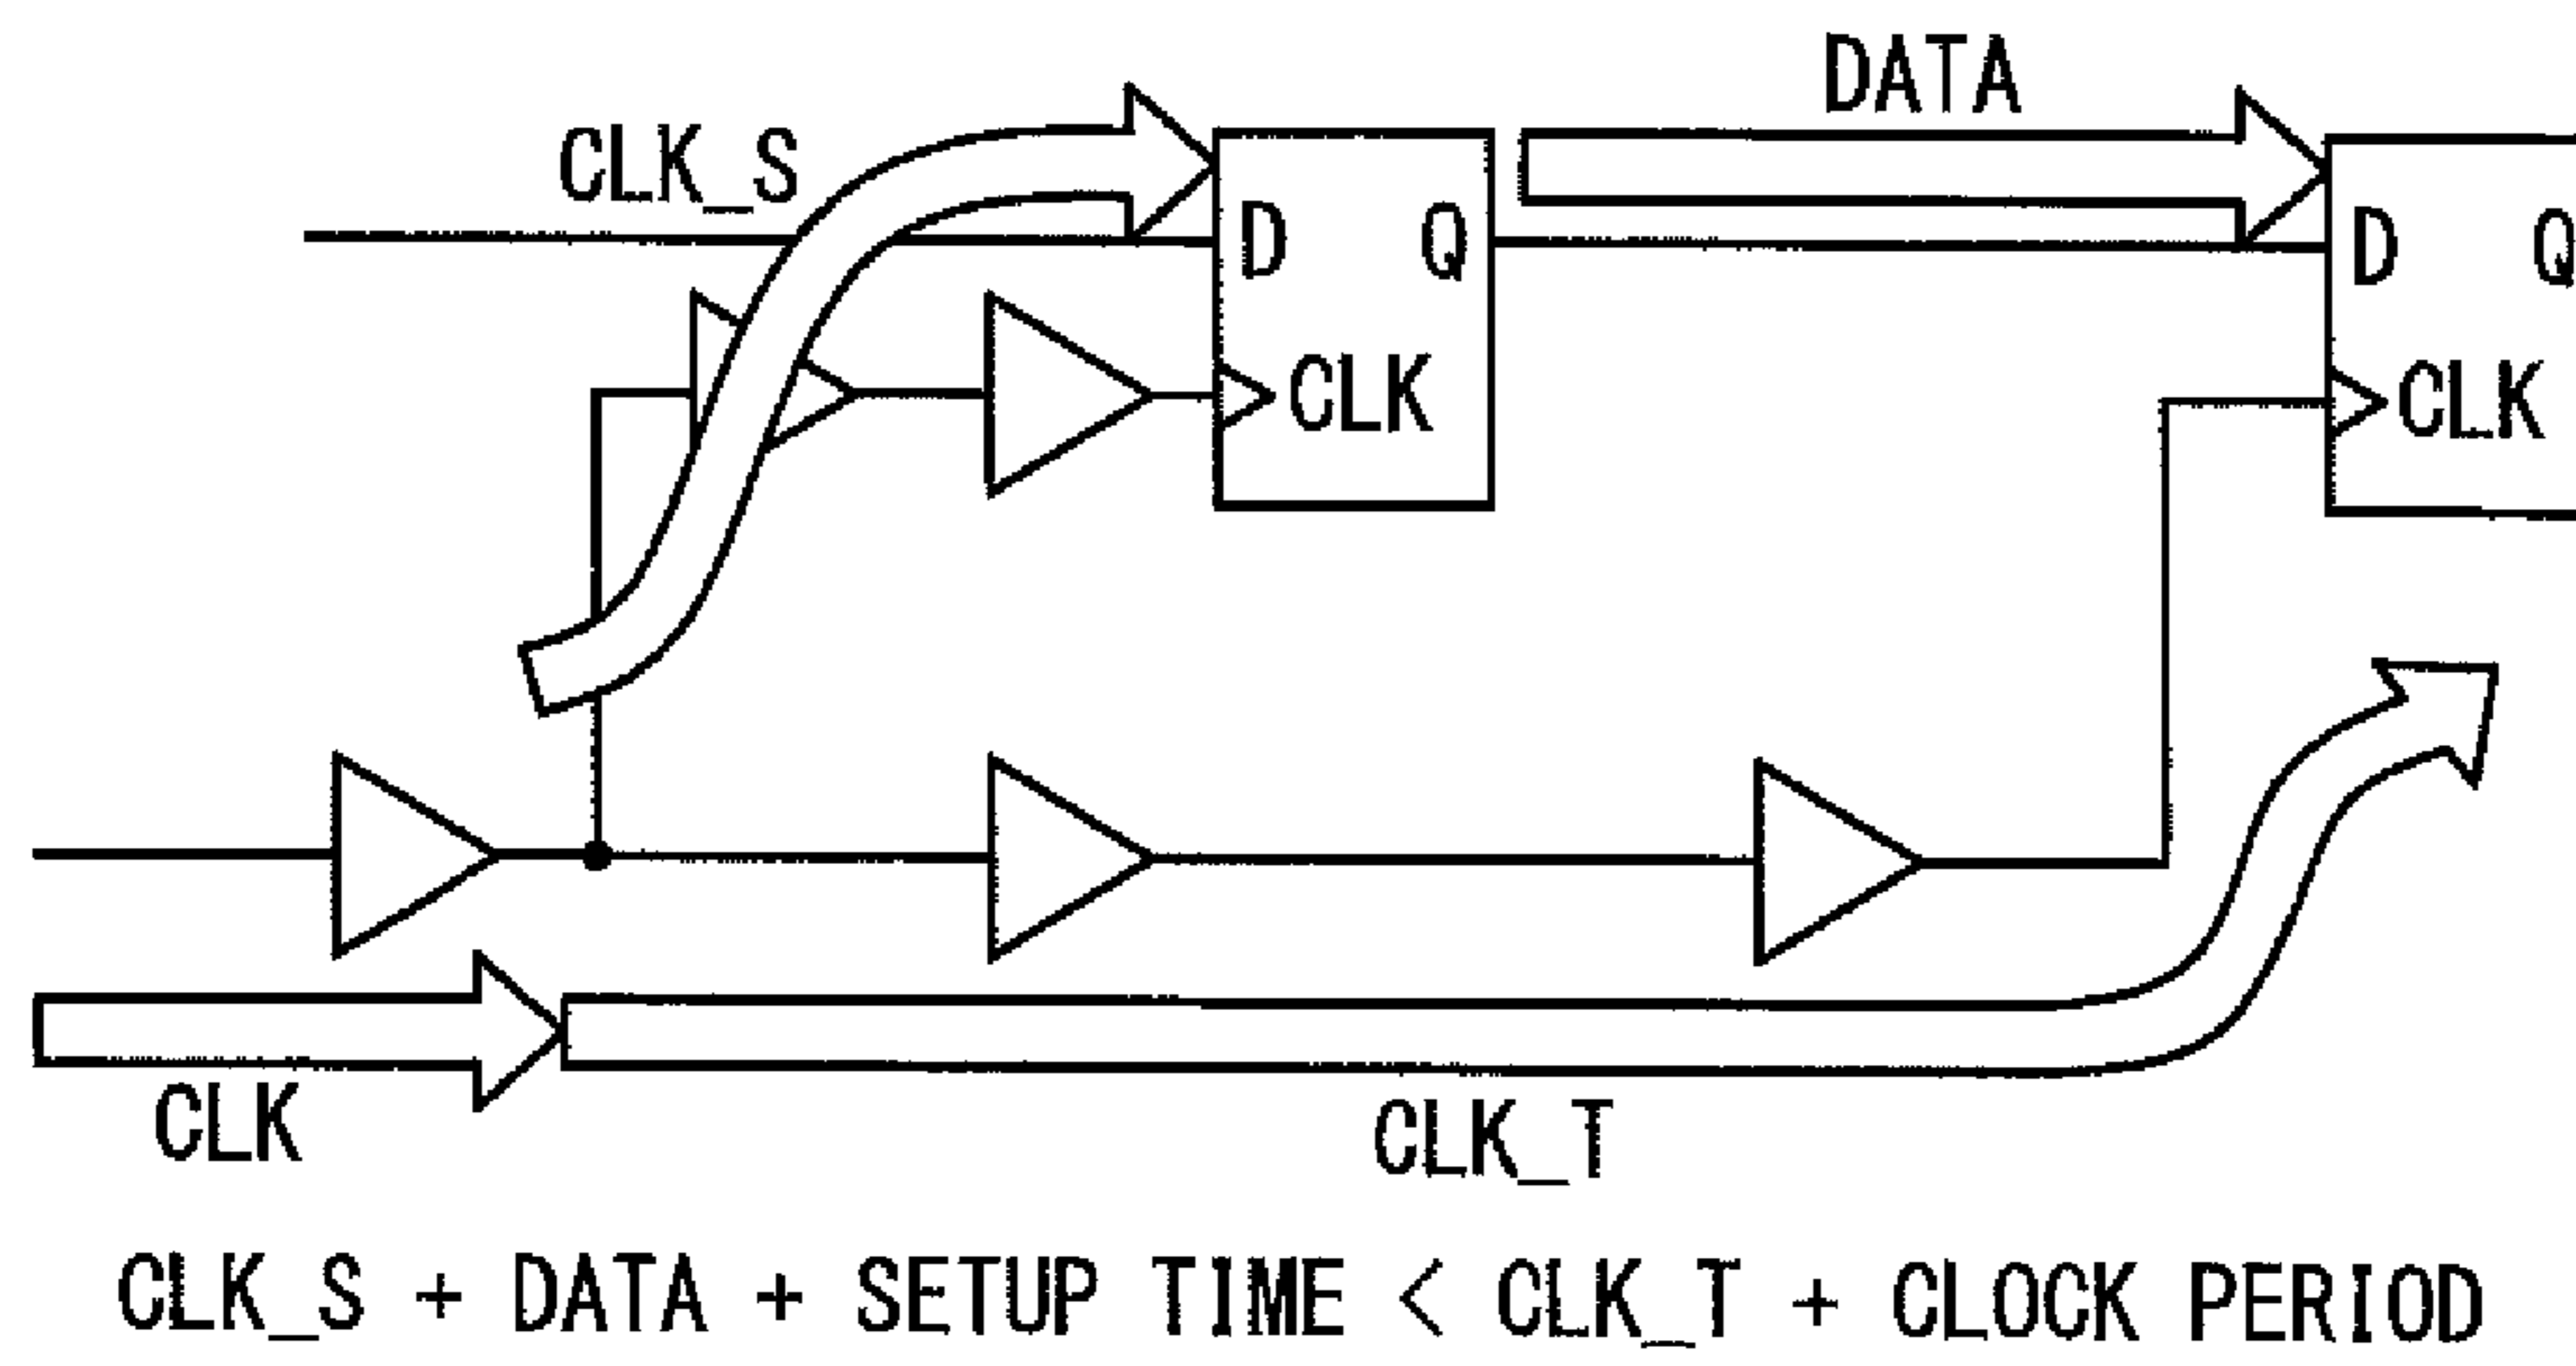 DATA
CLK_S
D Q
D Q
CLK
CLK
CLK
CLK_T
CLK_S + DATA + SETUP TIME < CLK_T + CLOCK PERIOD